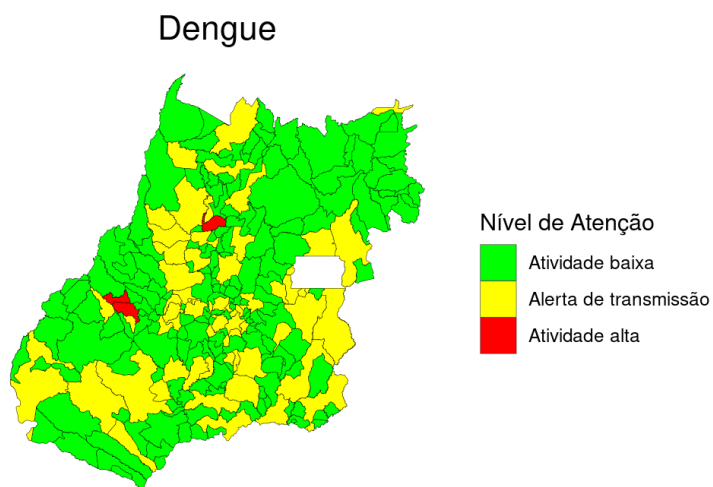 Dengue
Nível de Atenção
Atividade baixa
Alerta de transmissão
Atividade alta